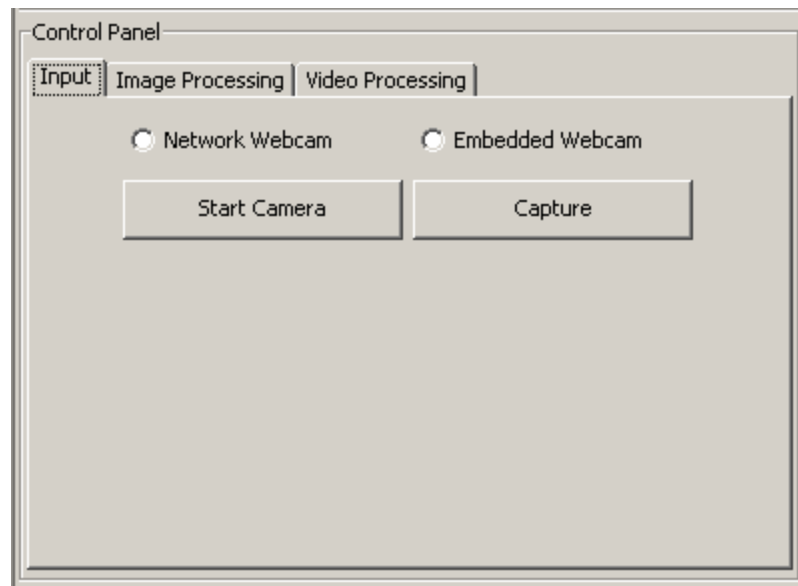 Control Panel
Input Image Processing Video Processing
Network Webcam Embedded Webcam
Start Camera Capture